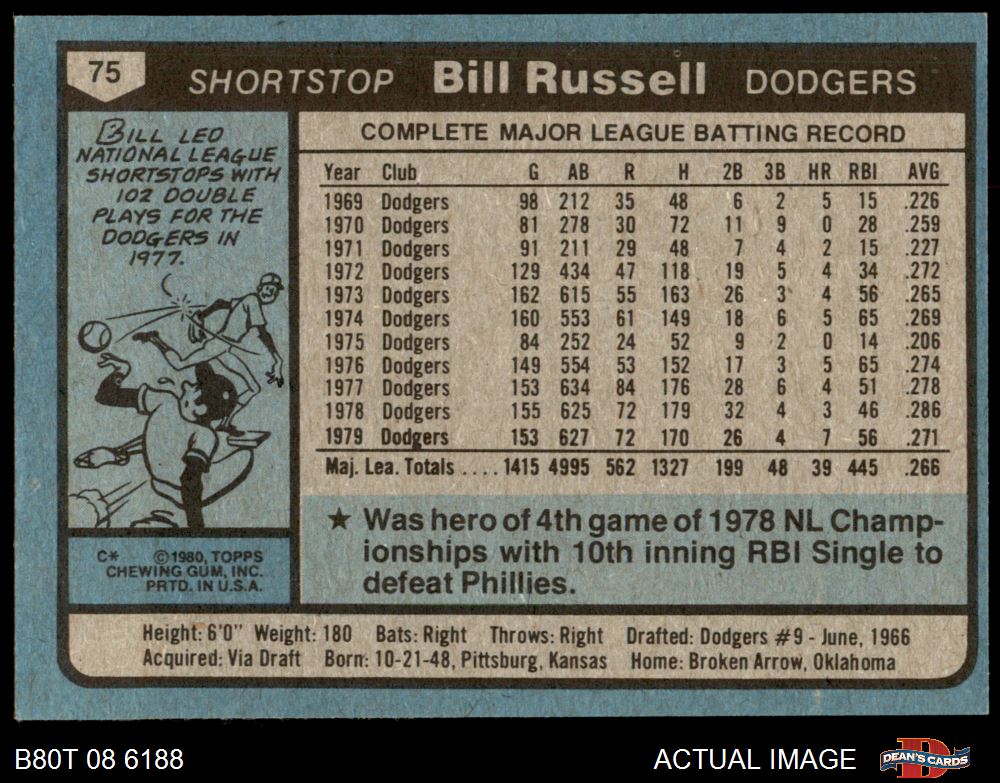 75
SHORTSTOP Bill Russell DODGERS
BILL LED
NATIONAL LEAGUE
SHORTSTOPS WITH
102 DOUBLE
PLAYS FOR THE
DODGERS IN
1977.
COMPLETE MAJOR LEAGUE BATTING RECORD
Year Club G AB R H 2B 3B HR RBI AVG
1969 Dodgers 98 212 35 48 6 2 5 15 .226
1970 Dodgers 81 278 30 72 11 9 0 28 .259
1971 Dodgers 91 211 29 48 7 4 2 15 .227
1972 Dodgers 129 434 47 118 19 5 4 34 .272
1973 Dodgers 162 615 55 163 26 3 4 56 .265
1974 Dodgers 160 553 61 149 18 6 5 65 .269
1975 Dodgers 84 252 24 52 9 2 0 14 .206
1976 Dodgers 149 554 53 152 17 3 5 65 .274
1977 Dodgers 153 634 84 176 28 6 4 51 .278
1978 Dodgers 155 625 72 179 32 4 3 46 .286
1979 Dodgers 153 627 72 170 26 4 7 56 .271
Maj. Lea. Totals .... 1415 4995 562 1327 199 48 39 445 .266
★ Was hero of 4th game of 1978 NL Champ-
ionships with 10th inning RBI Single to
defeat Phillies.
C* ©1980, TOPPS
CHEWING GUM, INC.
PRTD. IN U.S.A.
Height: 6'0" Weight: 180 Bats: Right Throws: Right Drafted: Dodgers #9 - June, 1966
Acquired: Via Draft Born: 10-21-48, Pittsburg, Kansas Home: Broken Arrow, Oklahoma
B80T 08 6188
ACTUAL IMAGE
D
DEAN'S CARDS